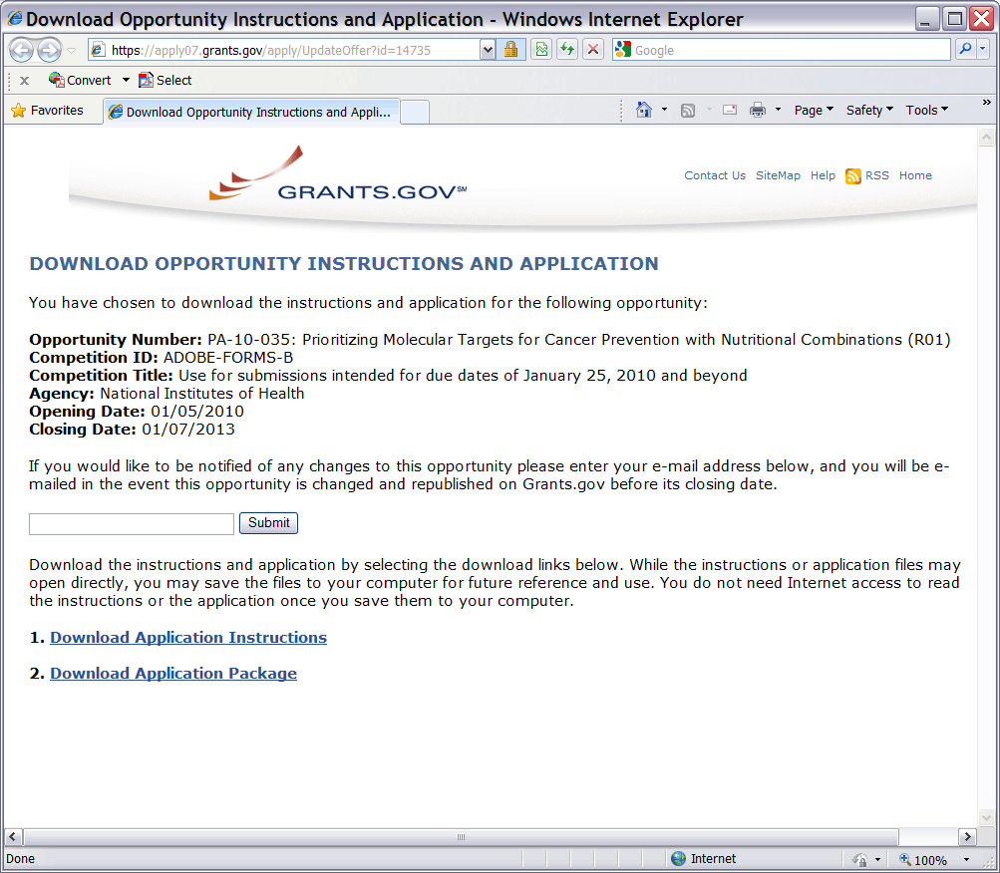 Download Opportunity Instructions and Application - Windows Internet Explorer
https://apply07.grants.gov/apply/UpdateOffer?id=14735
Google
x Convert Select
Favorites Download Opportunity Instructions and Appli... Page Safety Tools »
GRANTS.GOV℠
Contact Us SiteMap Help RSS Home
DOWNLOAD OPPORTUNITY INSTRUCTIONS AND APPLICATION
You have chosen to download the instructions and application for the following opportunity:
Opportunity Number: PA-10-035: Prioritizing Molecular Targets for Cancer Prevention with Nutritional Combinations (R01)
Competition ID: ADOBE-FORMS-B
Competition Title: Use for submissions intended for due dates of January 25, 2010 and beyond
Agency: National Institutes of Health
Opening Date: 01/05/2010
Closing Date: 01/07/2013
If you would like to be notified of any changes to this opportunity please enter your e-mail address below, and you will be e-
mailed in the event this opportunity is changed and republished on Grants.gov before its closing date.
Submit
Download the instructions and application by selecting the download links below. While the instructions or application files may
open directly, you may save the files to your computer for future reference and use. You do not need Internet access to read
the instructions or the application once you save them to your computer.
1. Download Application Instructions
2. Download Application Package
Done Internet 100%